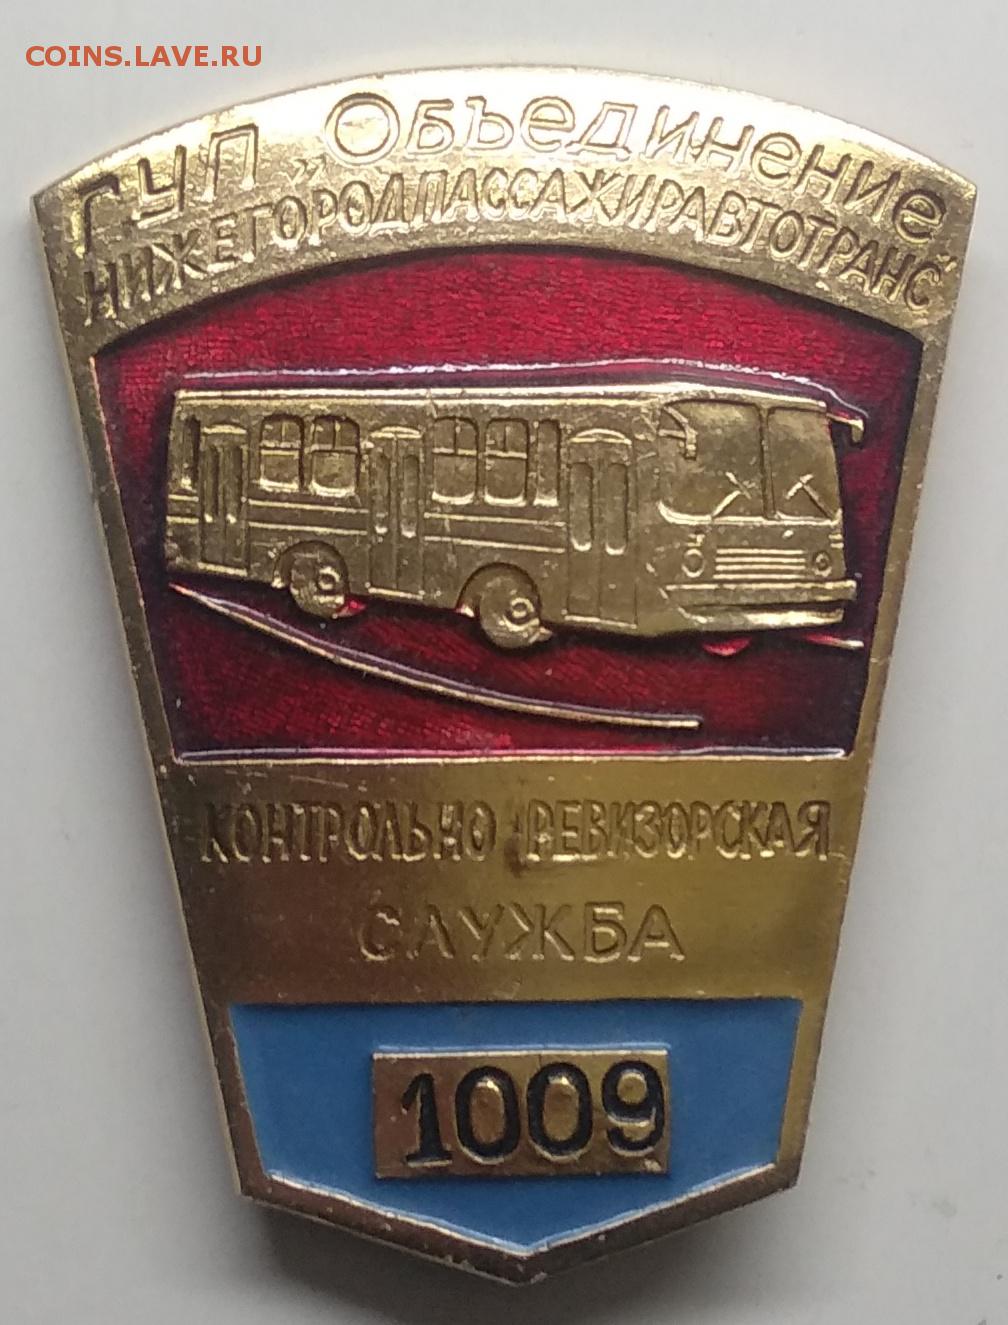 COINS.LAVE.RU
ГУП Объединение
"НИЖЕГОРОДПАССАЖИРАВТОТРАНС"
КОНТРОЛЬНО РЕВИЗОРСКАЯ
СЛУЖБА
1009